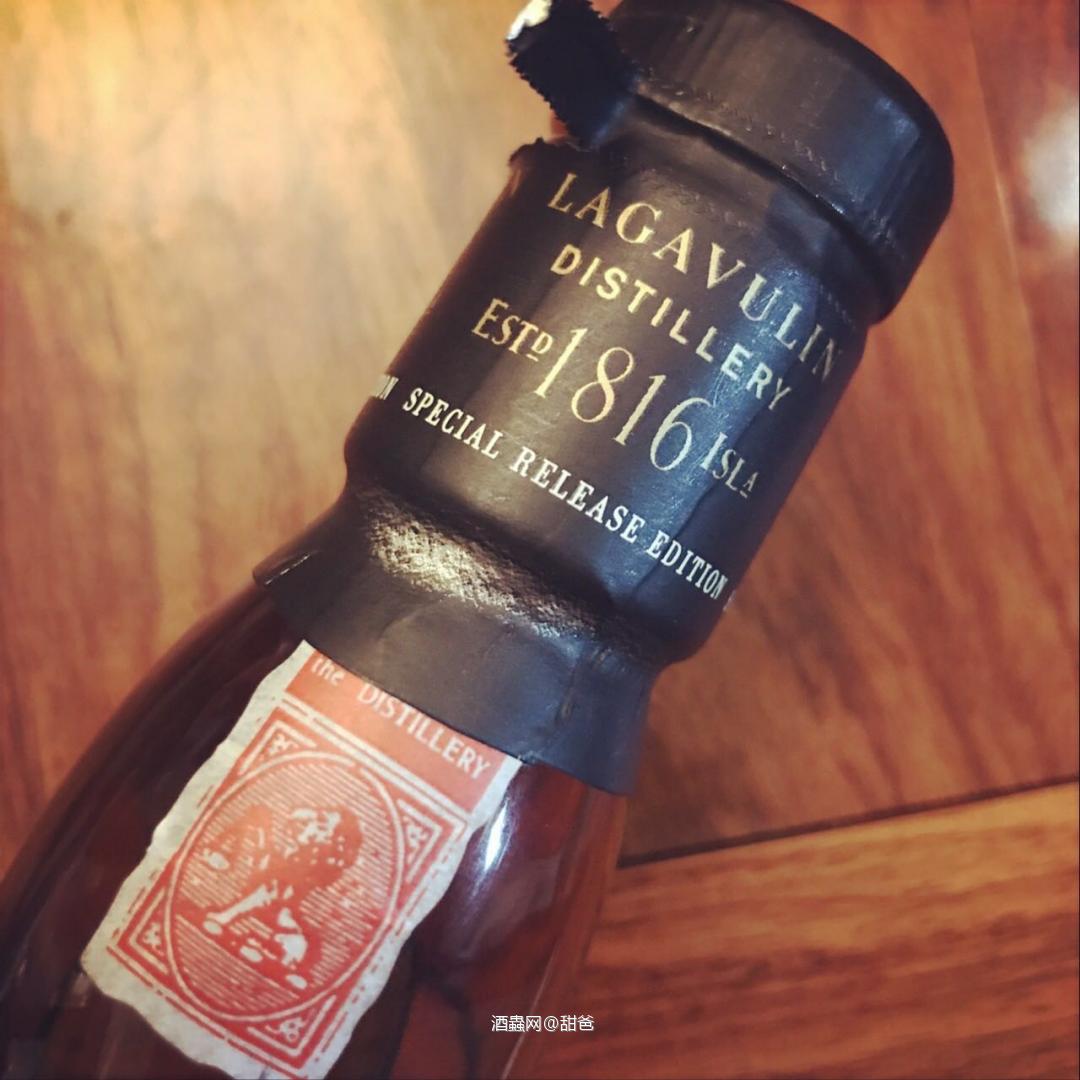 LAGAVULIN
DISTILLERY
ESTD 1816 ISLA
SPECIAL RELEASE EDITION
the DISTILLERY
酒蟲网@甜爸